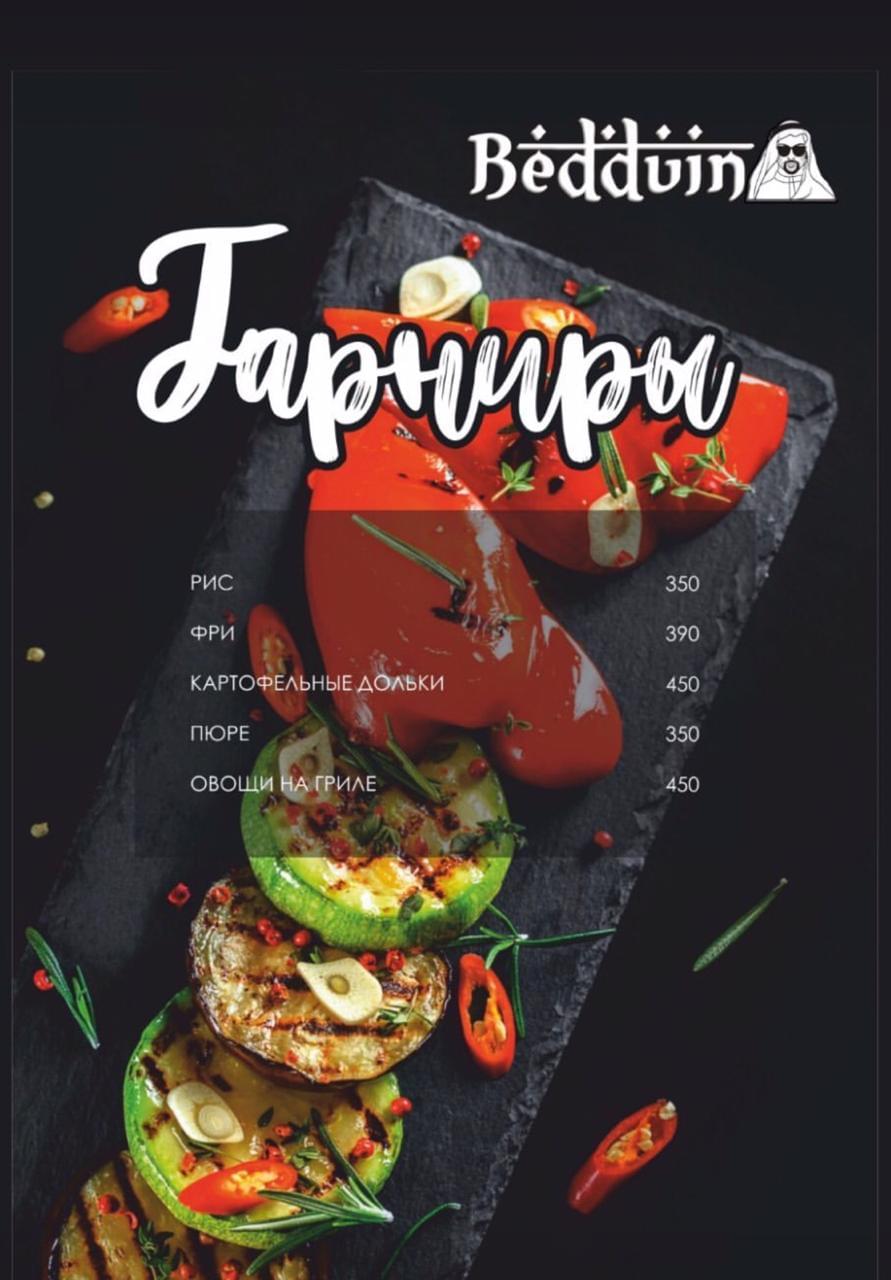 Bedduin
Гарниры
РИС 350
ФРИ 390
КАРТОФЕЛЬНЫЕ ДОЛЬКИ 450
ПЮРЕ 350
ОВОЩИ НА ГРИЛЕ 450